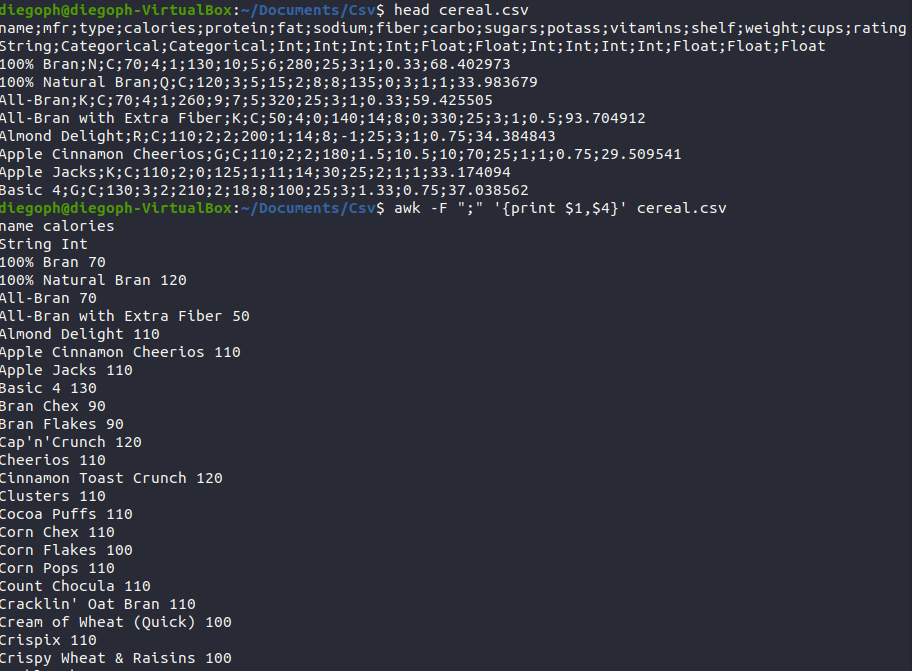 diegoph@diegoph-VirtualBox:~/Documents/Csv$ head cereal.csv
name;mfr;type;calories;protein;fat;sodium;fiber;carbo;sugars;potass;vitamins;shelf;weight;cups;rating
String;Categorical;Categorical;Int;Int;Int;Int;Float;Float;Int;Int;Int;Int;Float;Float;Float
100% Bran;N;C;70;4;1;130;10;5;6;280;25;3;1;0.33;68.402973
100% Natural Bran;Q;C;120;3;5;15;2;8;8;135;0;3;1;1;33.983679
All-Bran;K;C;70;4;1;260;9;7;5;320;25;3;1;0.33;59.425505
All-Bran with Extra Fiber;K;C;50;4;0;140;14;8;0;330;25;3;1;0.5;93.704912
Almond Delight;R;C;110;2;2;200;1;14;8;-1;25;3;1;0.75;34.384843
Apple Cinnamon Cheerios;G;C;110;2;2;180;1.5;10.5;10;70;25;1;1;0.75;29.509541
Apple Jacks;K;C;110;2;0;125;1;11;14;30;25;2;1;1;33.174094
Basic 4;G;C;130;3;2;210;2;18;8;100;25;3;1.33;0.75;37.038562
diegoph@diegoph-VirtualBox:~/Documents/Csv$ awk -F ";" '{print $1,$4}' cereal.csv
name calories
String Int
100% Bran 70
100% Natural Bran 120
All-Bran 70
All-Bran with Extra Fiber 50
Almond Delight 110
Apple Cinnamon Cheerios 110
Apple Jacks 110
Basic 4 130
Bran Chex 90
Bran Flakes 90
Cap'n'Crunch 120
Cheerios 110
Cinnamon Toast Crunch 120
Clusters 110
Cocoa Puffs 110
Corn Chex 110
Corn Flakes 100
Corn Pops 110
Count Chocula 110
Cracklin' Oat Bran 110
Cream of Wheat (Quick) 100
Crispix 110
Crispy Wheat & Raisins 100